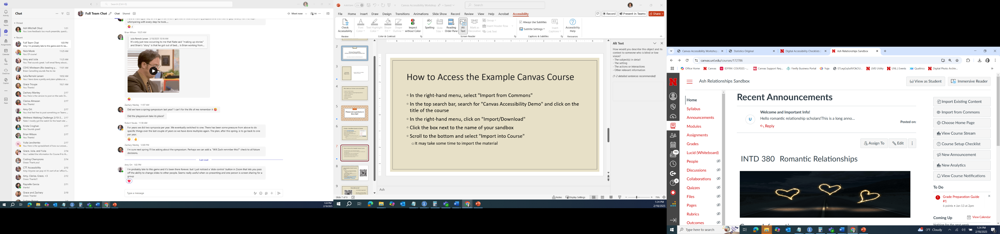 Search (Ctrl+E)
Activity
Teams
Chat
Assignments
Calendar
Calls
OneDrive
Copilot
Apps
Chat
Pinned
Ash Mitchell (You) 1/31
You: June feedback: too much preamble, questi...
Recent
Full Team Chat 1:03 PM
Amy: I'm probably late to this game and it's be...
Nick Monk 11:25 AM
You: Of course!
Amy and Julia 11:25 AM
You: That sounds great. I will email Remy about...
CEHS Miniteam (No beating y... 11:01 AM
Brian: Cancelling sounds fine to me
Julia Remsik Larsen 10:52 AM
You: I have done a pretty and plain syllabus as ...
Grace Troupe 10:21 AM
You: Thanks!
Zachary Manley 2/17
You: Here is the version to post on the web: Di...
Clarisa Almazan 2/17
You: Thanks!
Amy Ort 2/17
You: And feel free to post something on Teams ...
Wellness Walking Challenge 2/10-3... 2/17
Nate: I mostly got the watch for the heart rate ...
Krista Croghan 2/17
You: Sounds great!
Brian Wilson 2/17
You: Thanks!
YL
Yulia Levchenko 2/17
You: Here is the spreadsheet of how our answe...
Grace, Julia, and Yulia 2/14
You: I added the information for Course 9 to th...
Coding Champions 2/14
Grace: Thank you!
CTT Accessibility 2/13
Amy: Anyone can pop in! It's sort of an 'office h...
Amy, Clarisa, Grace, +3 2/12
Grace: Thanks!!!
Raycelle Garcia 2/11
thanks!
Grace and Zachary 2/10
Grace: Thanks!
Full Team Chat Chat Shared
Meet now 14
whimpering with every step he took....
2
Brian Wilson 10:25 AM
Julia Remsik Larsen 2/18/2025 10:16 AM
It's only just now occurring to me that Nate said "making up stories"
and Brian's "story" is that he got out of bed.... Is Brian working from...
Zachary Manley 11:57 AM
Did we have a spring symposium last year? I can't for the life of me remember it
Did the playposium take its place?
Robert Vavala 11:58 AM
For years we did two symposia per year. We eventually switched to one. There has been some pressure from above to do
specific things over the last couple of years so we have done multiples again. The plan, after this spring, is to go back to one
per year.
Zachary Manley 12:00 PM
I'm sure next spring I'll be asking about the symposium. Perhaps we can add a, "Will Zach remmber this?" check to all future
decisions.
Last read
Amy Ort 1:03 PM
I'm probably late to this game and it's been there forever, but I just noticed a 'slide control' button in Zoom that lets you pass
off the ability to change slides to other people. Seems really useful when co-presenting and one person is screen sharing for a
group
Type a message
1:24 PM
2/18/2025
AutoSave On
Canvas Accessibility Workshop • Saved
Search
File Home Insert Draw Design Transitions Animations Slide Show Record Review View Help Acrobat Accessibility
Record Present in Teams Share
Check Accessibility
Font Color
Text Highlight Color
Shape Fill
Shape Outline
Inspect without Color
Spelling
Slide Title
Reading Order Pane
Alt Text
Mark as Decorative
Group
Insert Header Row
Link Text
Always Use Subtitles
Subtitle Settings
Insert Captions
Accessibility Help
Review
Color & Contrast
Screen Reader
Captions & Subtitles
Resources
2
3
4
5
Please ask questions in
the chat!
6
7
8
9
How to Access the Example Canvas Course
In the right-hand menu, select "Import from Commons"
In the top search bar, search for "Canvas Accessibility Demo" and click on the
title of the course
In the right-hand menu, click on "Import/Download"
Click the box next to the name of your sandbox
Scroll to the bottom and select "Import into Course"
It may take some time to import the material
Ash
Alt Text
How would you describe this object and its
context to someone who is blind or low
vision?
- The subject(s) in detail
- The setting
- The actions or interactions
- Other relevant information
(1-2 detailed sentences recommended)
Slide 7 of 9
Notes Display Settings 79%
1:24 PM
2/18/2025
Canvas Accessibility Workshop
Statistics Original
Digital Accessibility Checklists |
Ash Relationships Sandbox
canvas.unl.edu/courses/172786
Office Home
Canvas
IDFRM: COURSES -...
Canvas Support Req...
Firefly Business Portal
Yuja
ETLegGq6a9VOkOU...
LMS Utility
UNL | Events
Qualtrics
Digital Photo Archiv...
Ash Relationships Sandbox
View as Student
Immersive Reader
93
6
Home
Syllabus
Announcements
Modules
Assignments
Grades
Lucid (Whiteboard)
People
Discussions
Collaborations
Quizzes
Files
Pages
Rubrics
Outcomes
Recent Announcements
U
Welcome and Important Info!
Hello romantic relationship scholars!This is a long anno...
Reply
Posted on:
Assign To
Edit
INTD 380 Romantic Relationships
Import Existing Content
Import from Commons
Choose Home Page
View Course Stream
Course Setup Checklist
New Announcement
New Analytics
View Course Notifications
To Do
1
Grade Preparation Guide
#1
6 points • Jan 13 at 2pm
Coming Up
View Calendar
Nothing for the next week
Type here to search
-3°F Cloudy
1:24 PM
2/18/2025